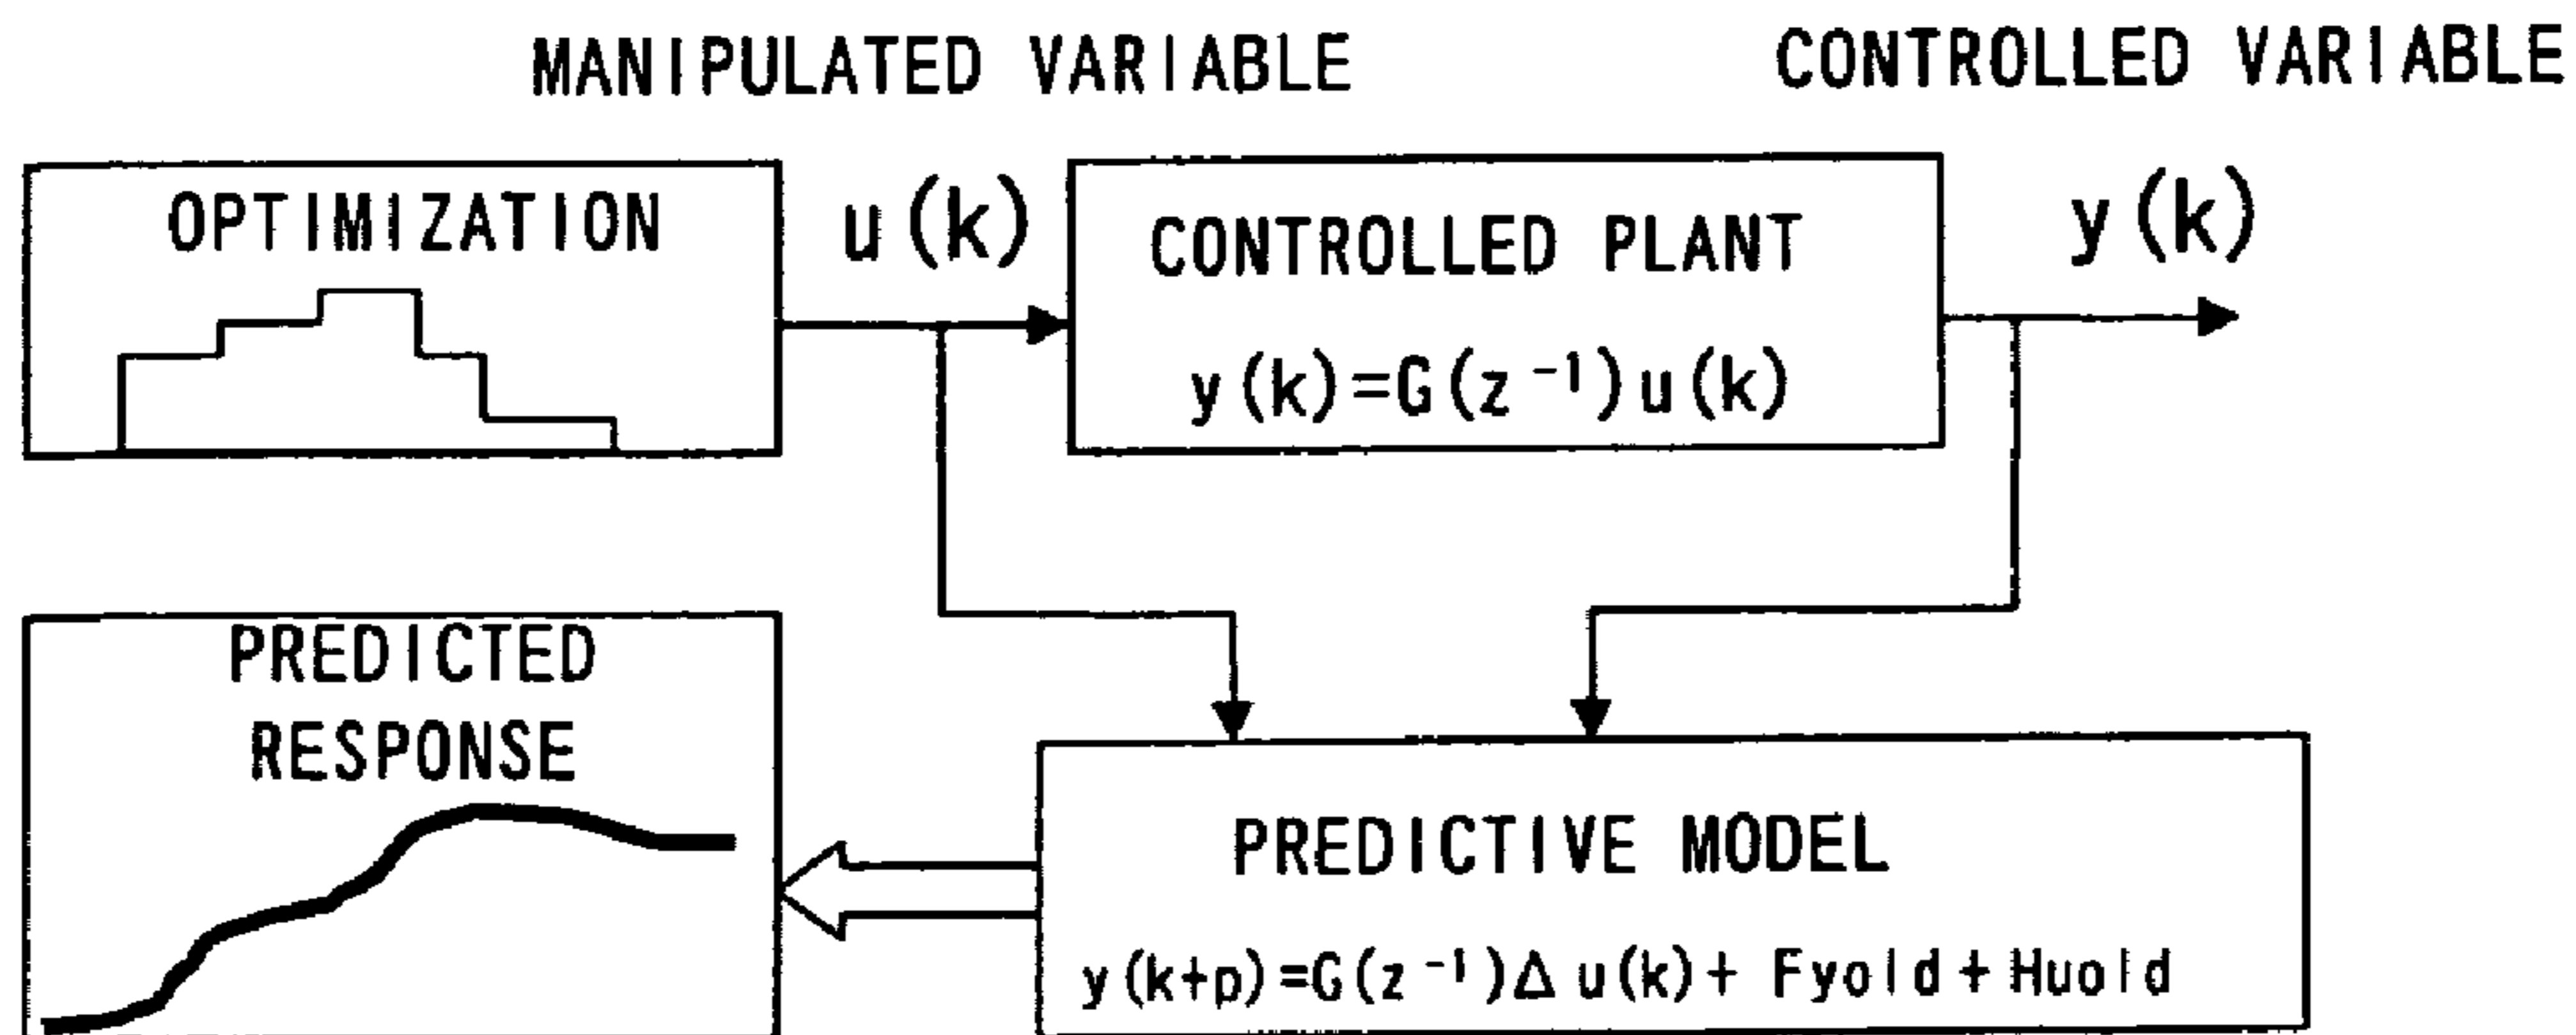 MANIPULATED VARIABLE
CONTROLLED VARIABLE
OPTIMIZATION
u(k)
CONTROLLED PLANT
y(k)=G(z⁻¹)u(k)
y(k)
PREDICTED
RESPONSE
PREDICTIVE MODEL
y(k+p)=G(z⁻¹)Δu(k)+ Fyold + Huold